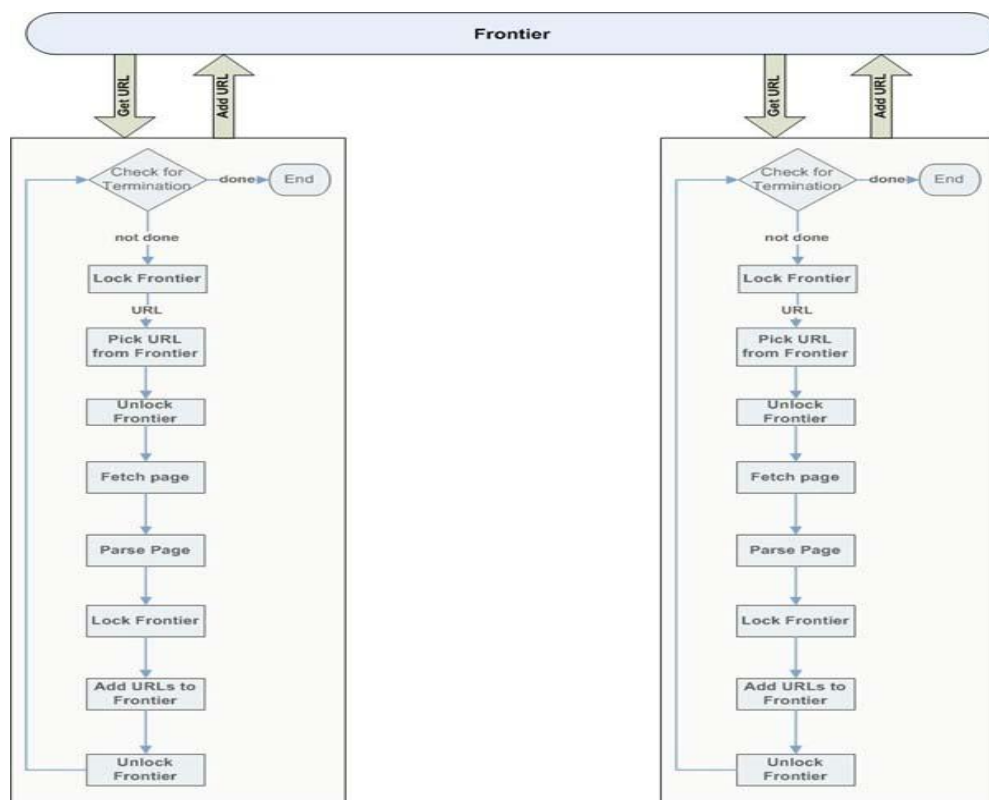 Frontier
Get URL
Add URL
Get URL
Add URL
Check for
Termination
done
End
not done
Lock Frontier
URL
Pick URL
from Frontier
Unlock
Frontier
Fetch page
Parse Page
Lock Frontier
Add URLs to
Frontier
Unlock
Frontier
Check for
Termination
done
End
not done
Lock Frontier
URL
Pick URL
from Frontier
Unlock
Frontier
Fetch page
Parse Page
Lock Frontier
Add URLs to
Frontier
Unlock
Frontier